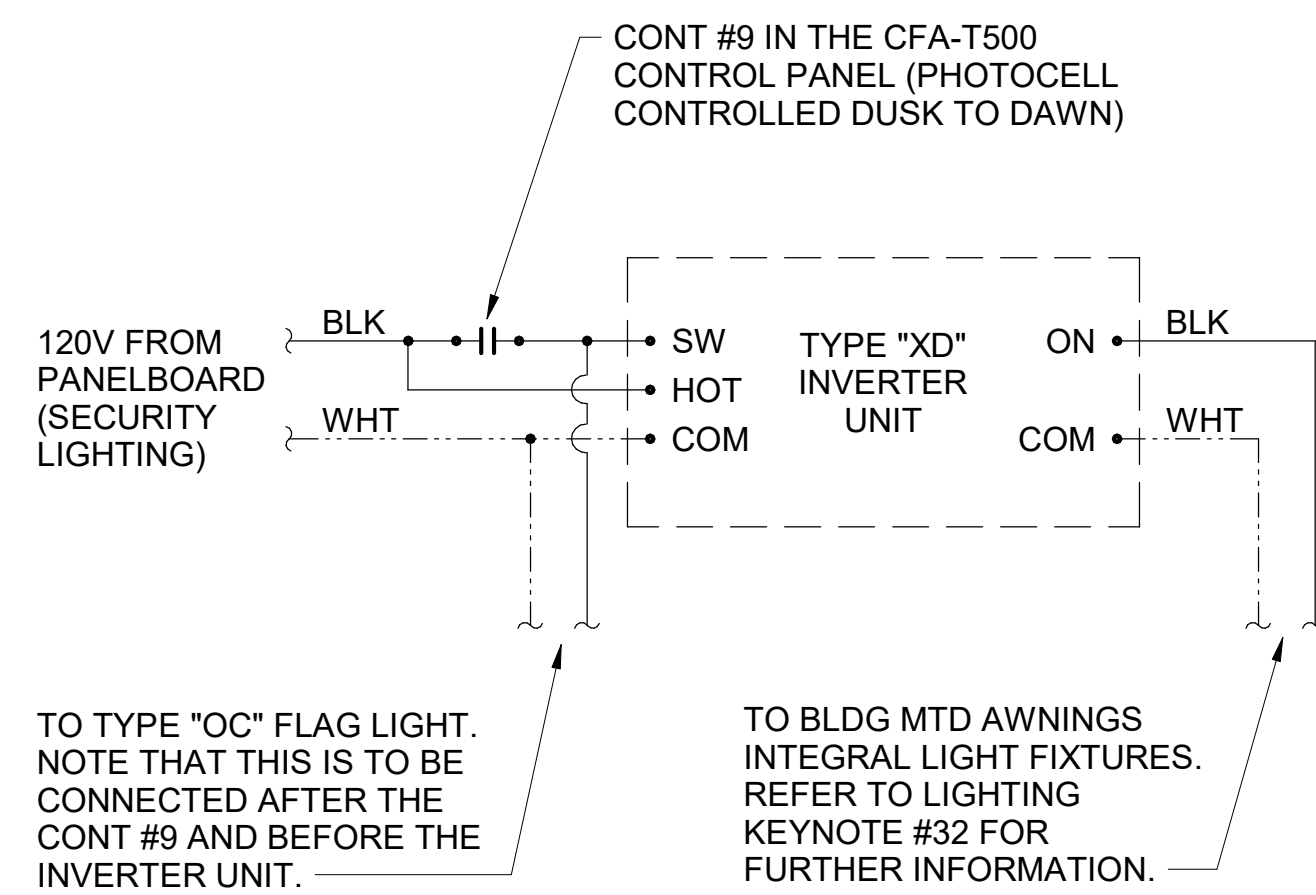 CONT #9 IN THE CFA-T500
CONTROL PANEL (PHOTOCELL
CONTROLLED DUSK TO DAWN)
120V FROM
PANELBOARD
(SECURITY
LIGHTING)
BLK
WHT
SW
HOT
COM
TYPE "XD"
INVERTER
UNIT
ON
COM
BLK
WHT
TO TYPE "OC" FLAG LIGHT.
NOTE THAT THIS IS TO BE
CONNECTED AFTER THE
CONT #9 AND BEFORE THE
INVERTER UNIT.
TO BLDG MTD AWNINGS
INTEGRAL LIGHT FIXTURES.
REFER TO LIGHTING
KEYNOTE #32 FOR
FURTHER INFORMATION.